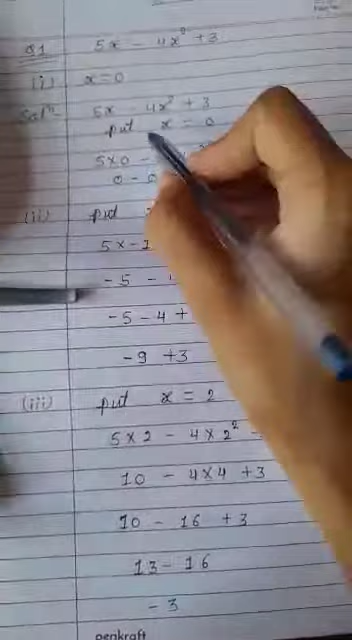 Q1 5x - 4x² + 3
(i) x = 0
Solⁿ 5x - 4x² + 3
put x = 0
5×0 -
0 - 0
(ii) put
5×-1
-5 -
-5 - 4 +
-9 +3
(iii) put x = 2
5×2 - 4×2² -
10 - 4×4 +3
10 - 16 +3
13 - 16
-3
penkraft